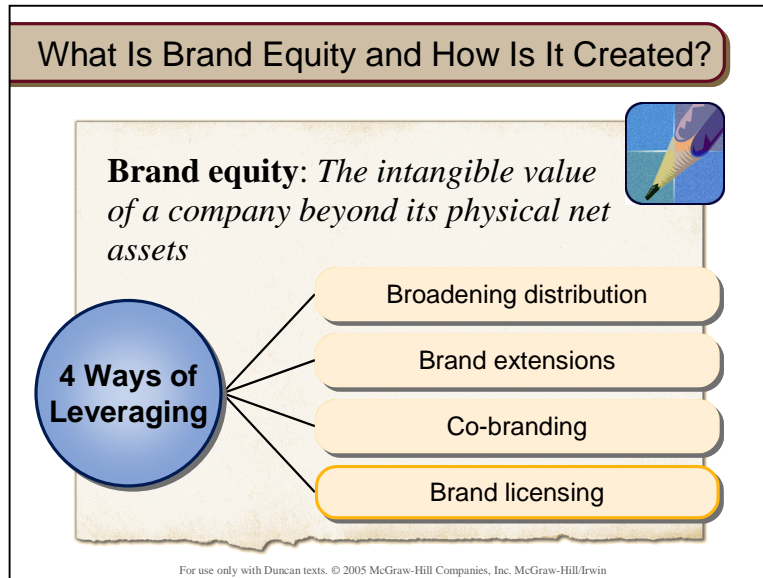 What Is Brand Equity and How Is It Created?
Brand equity: The intangible value
of a company beyond its physical net
assets
4 Ways of
Leveraging
Broadening distribution
Brand extensions
Co-branding
Brand licensing
For use only with Duncan texts. © 2005 McGraw-Hill Companies, Inc. McGraw-Hill/Irwin